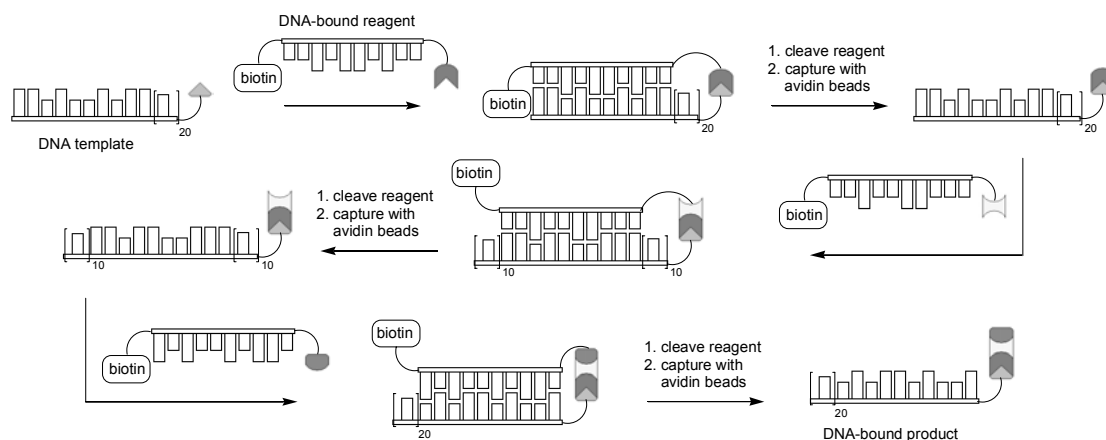 DNA-bound reagent
biotin
DNA template
20
biotin
20
1. cleave reagent
2. capture with
avidin beads
20
biotin
biotin
10
10
1. cleave reagent
2. capture with
avidin beads
10
10
biotin
biotin
20
1. cleave reagent
2. capture with
avidin beads
20
DNA-bound product